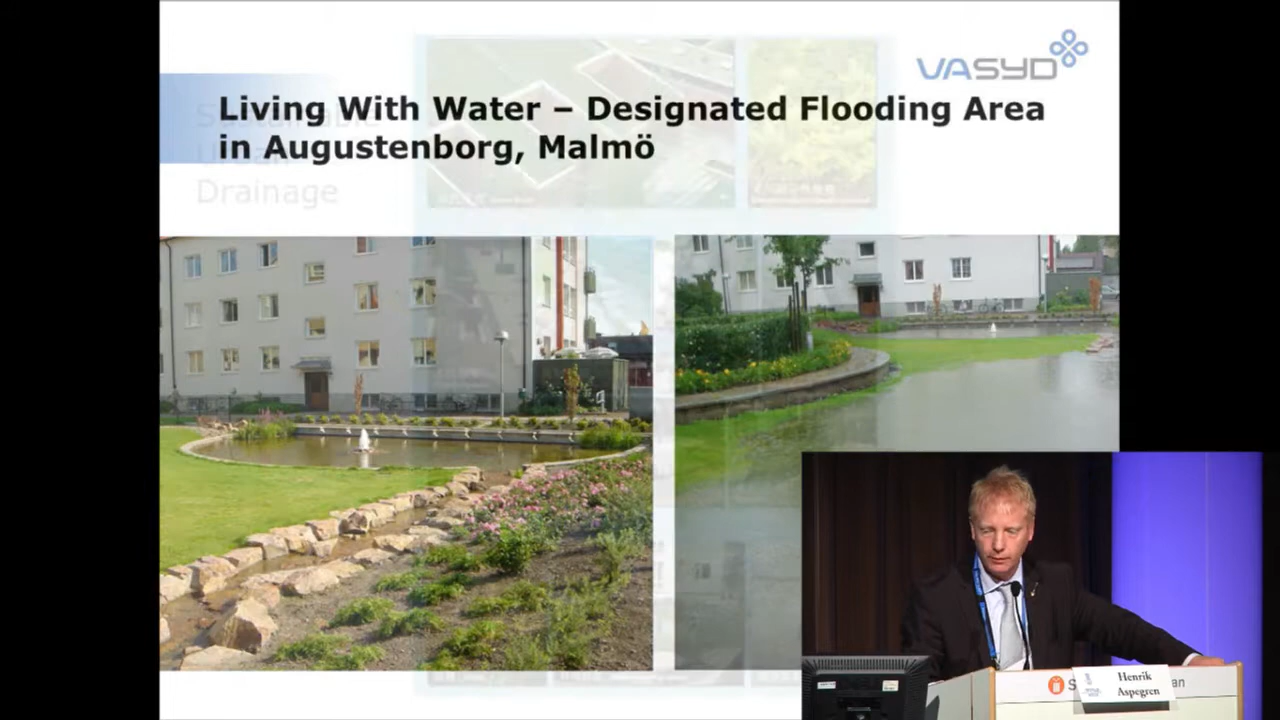 VASYD
Living With Water – Designated Flooding Area
in Augustenborg, Malmö
Drainage
Henrik
Aspegren